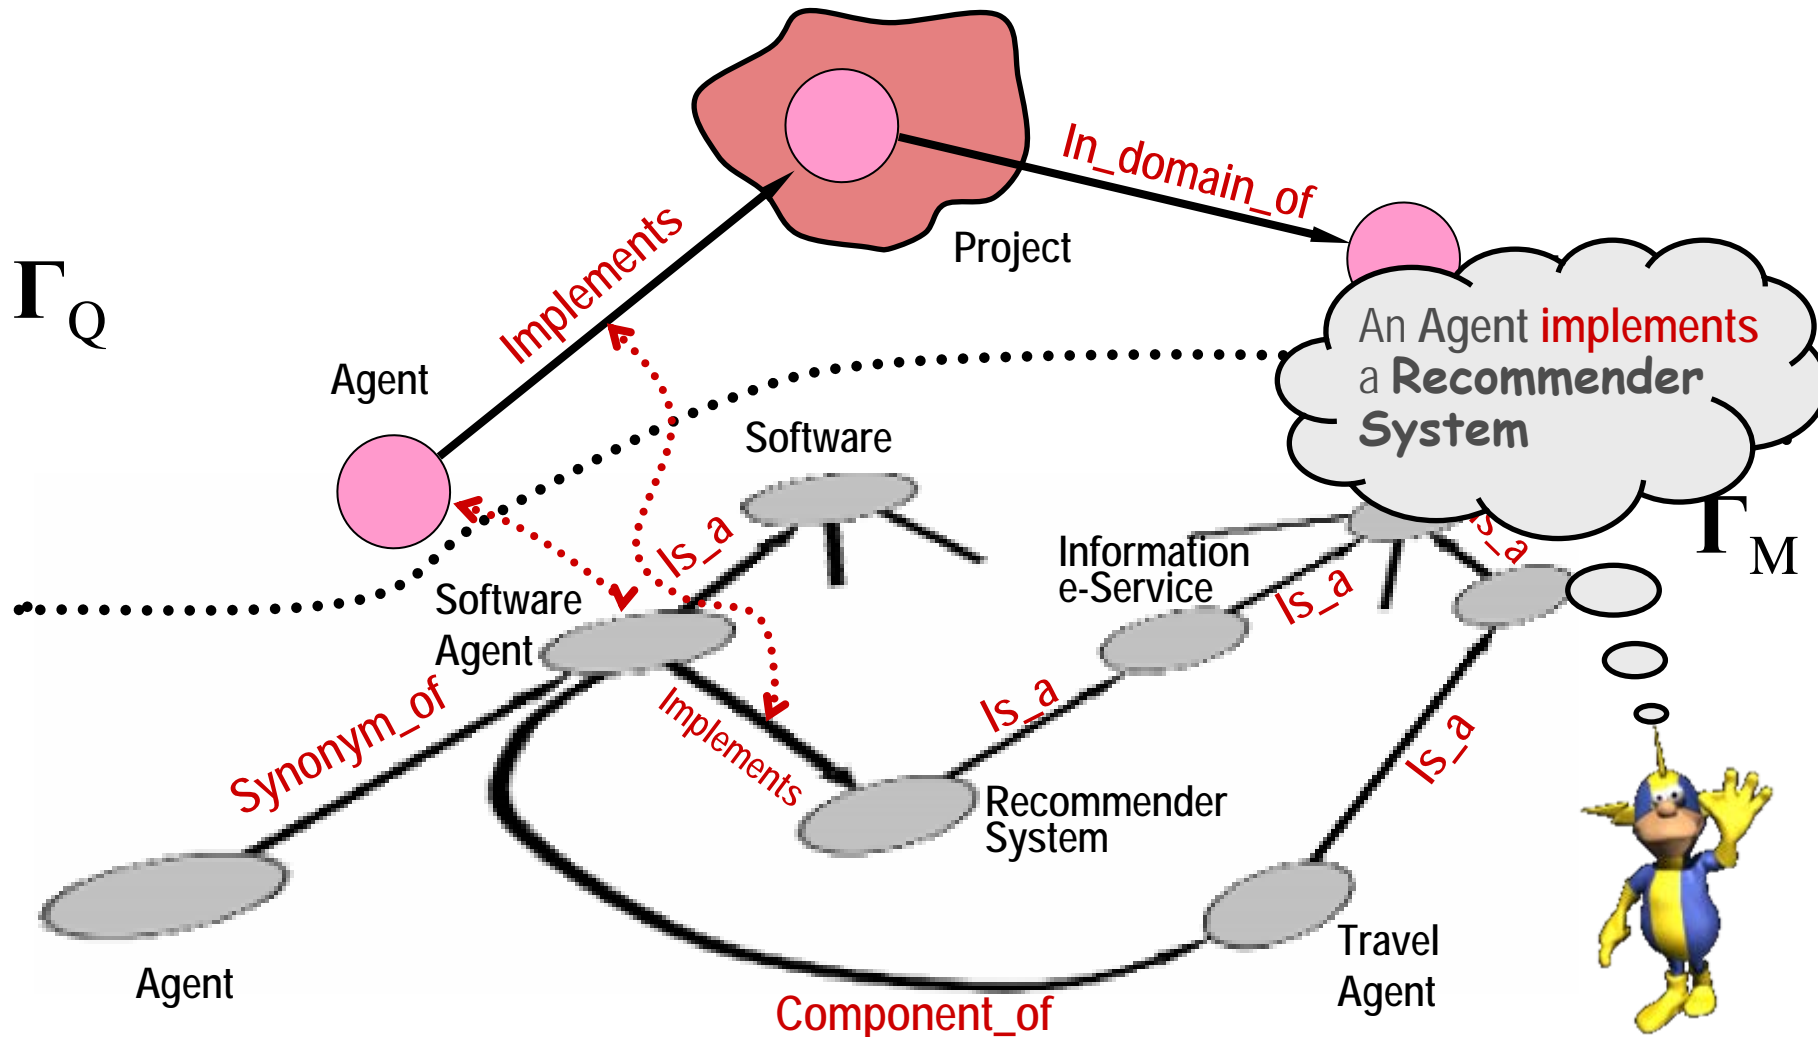 In_domain_of
Implements
Project
Γ
Q
An Agent implements
a Recommender
System
Agent
Software
Is_a
Information
e-Service
Is_a
Γ
M
Software
Agent
Is_a
Synonym_of
Implements
Is_a
Recommender
System
Travel
Agent
Agent
Component_of